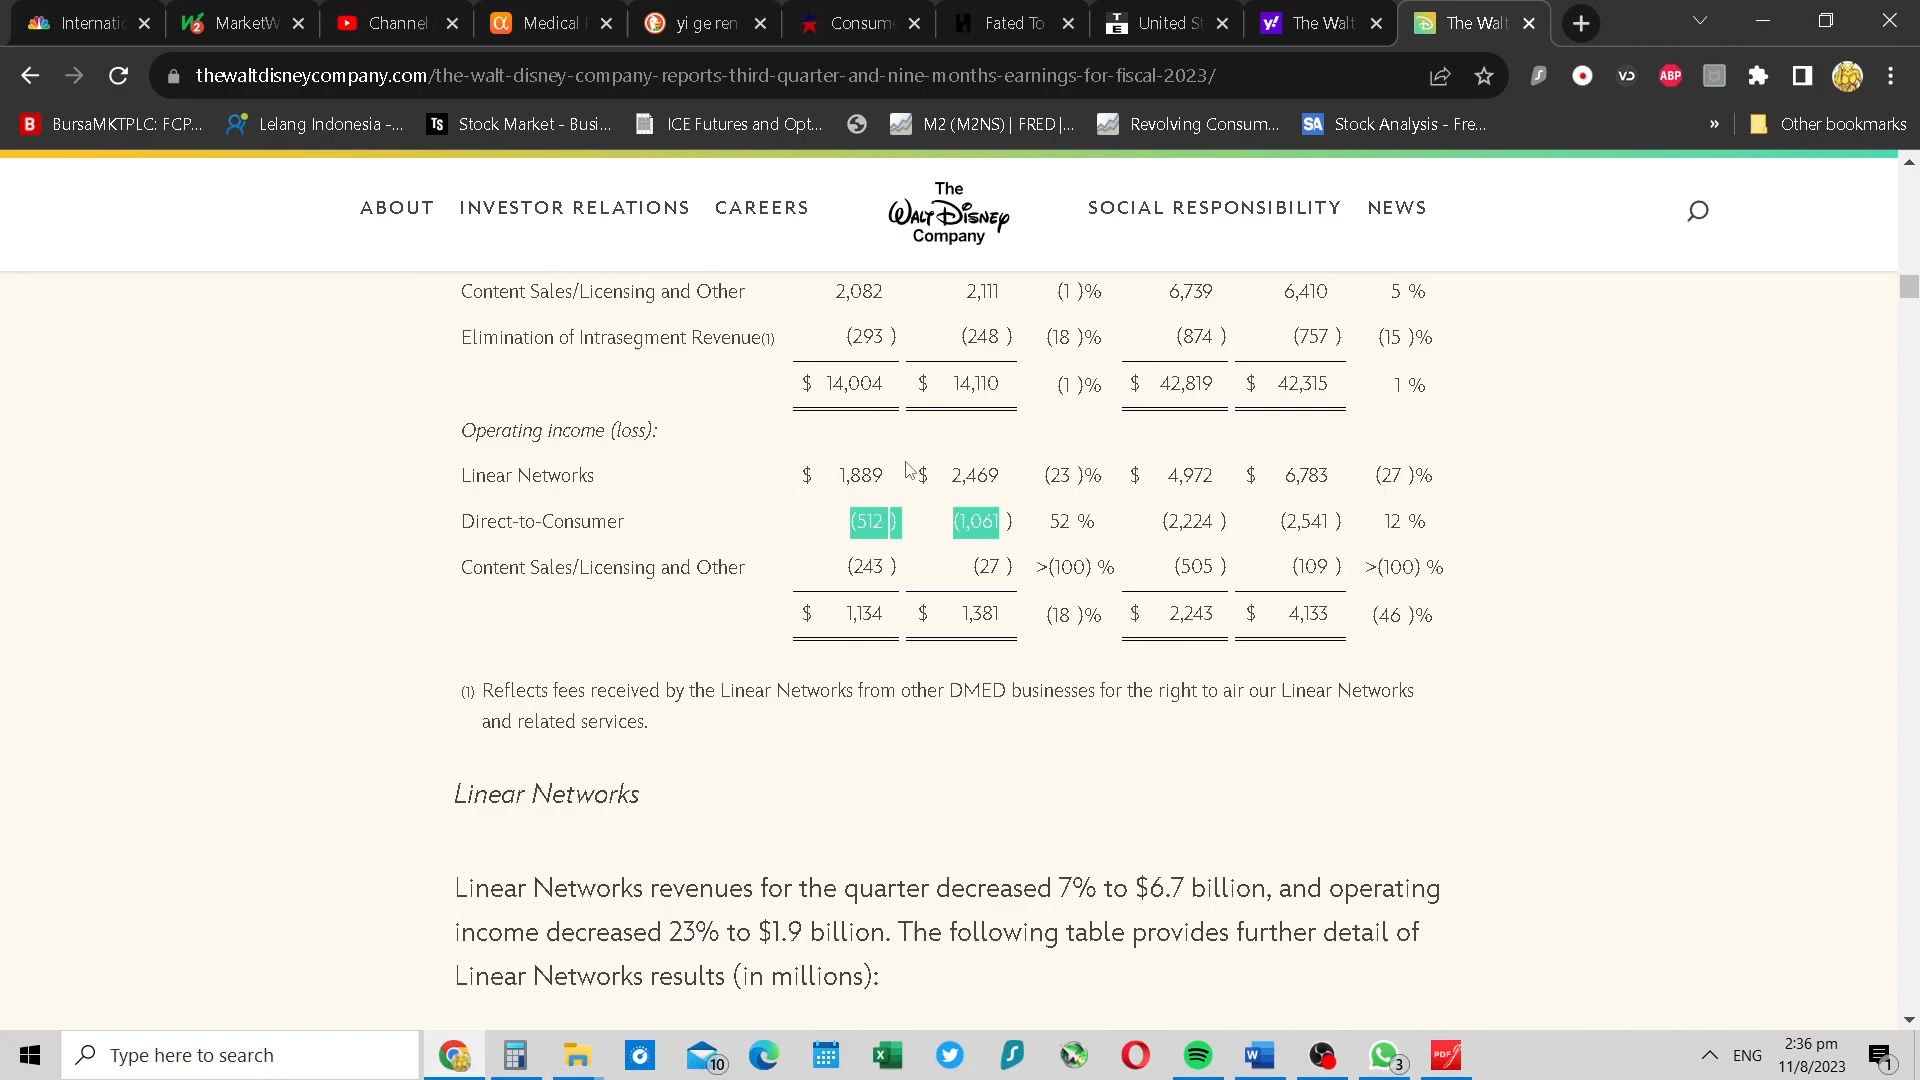 Internatic
MarketW
Channel
Medical
yi ge ren
Consume
Fated To
United S
The Walt
The Walt
thewaltdisneycompany.com/the-walt-disney-company-reports-third-quarter-and-nine-months-earnings-for-fiscal-2023/
BursaMKTPLC: FCP... Lelang Indonesia -... Stock Market - Busi... ICE Futures and Opt... M2 (M2NS) | FRED |... Revolving Consum... Stock Analysis - Fre... » Other bookmarks
ABOUT INVESTOR RELATIONS CAREERS
The
WALT DISNEY
Company
SOCIAL RESPONSIBILITY NEWS
Content Sales/Licensing and Other 2,082 2,111 (1 )% 6,739 6,410 5 %
Elimination of Intrasegment Revenue(1) (293 ) (248 ) (18 )% (874 ) (757 ) (15 )%
$ 14,004 $ 14,110 (1 )% $ 42,819 $ 42,315 1 %
Operating income (loss):
Linear Networks $ 1,889 $ 2,469 (23 )% $ 4,972 $ 6,783 (27 )%
Direct-to-Consumer (512 ) (1,061 ) 52 % (2,224 ) (2,541 ) 12 %
Content Sales/Licensing and Other (243 ) (27 ) >(100) % (505 ) (109 ) >(100) %
$ 1,134 $ 1,381 (18 )% $ 2,243 $ 4,133 (46 )%
(1) Reflects fees received by the Linear Networks from other DMED businesses for the right to air our Linear Networks
and related services.
Linear Networks
Linear Networks revenues for the quarter decreased 7% to $6.7 billion, and operating
income decreased 23% to $1.9 billion. The following table provides further detail of
Linear Networks results (in millions):
Type here to search
10
3
ENG
2:36 pm
11/8/2023
1